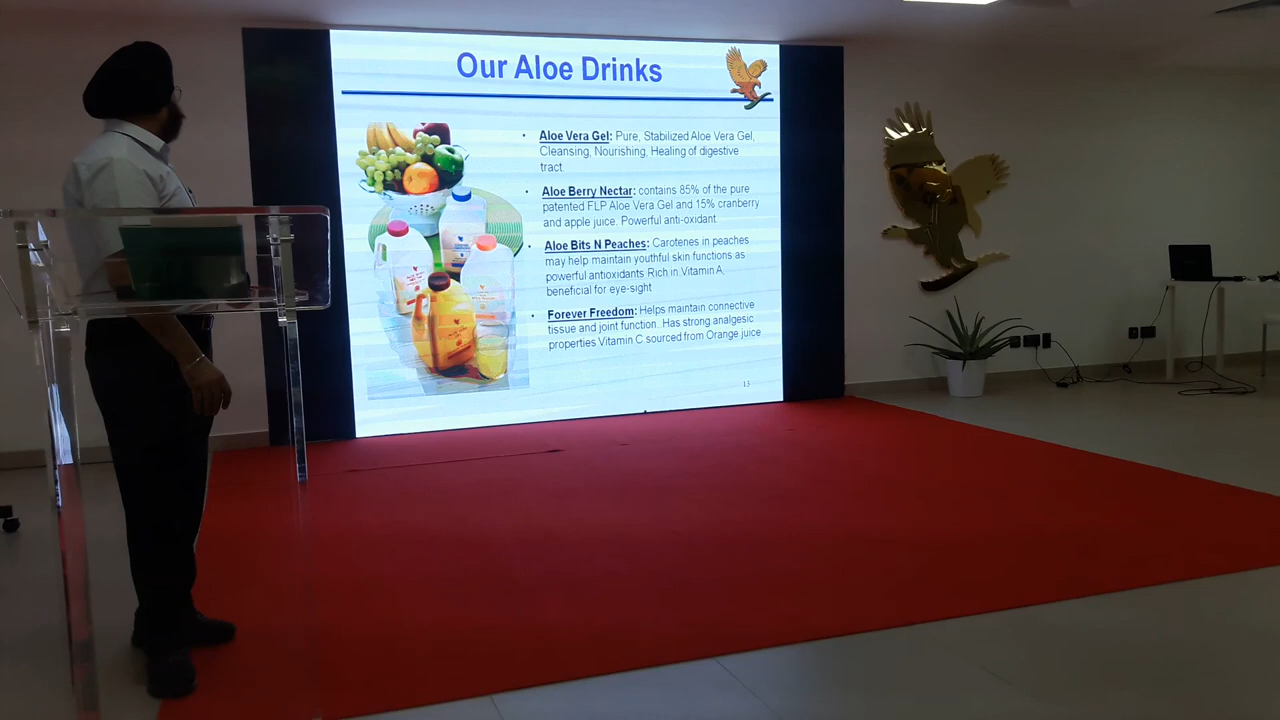 Our Aloe Drinks
• Aloe Vera Gel: Pure, Stabilized Aloe Vera Gel,
Cleansing, Nourishing, Healing of digestive
tract.
• Aloe Berry Nectar: contains 85% of the pure
patented FLP Aloe Vera Gel and 15% cranberry
and apple juice. Powerful anti-oxidant.
• Aloe Bits N Peaches: Carotenes in peaches
may help maintain youthful skin functions as
powerful antioxidants Rich in Vitamin A,
beneficial for eye-sight
• Forever Freedom: Helps maintain connective
tissue and joint function. Has strong analgesic
properties Vitamin C sourced from Orange juice
13